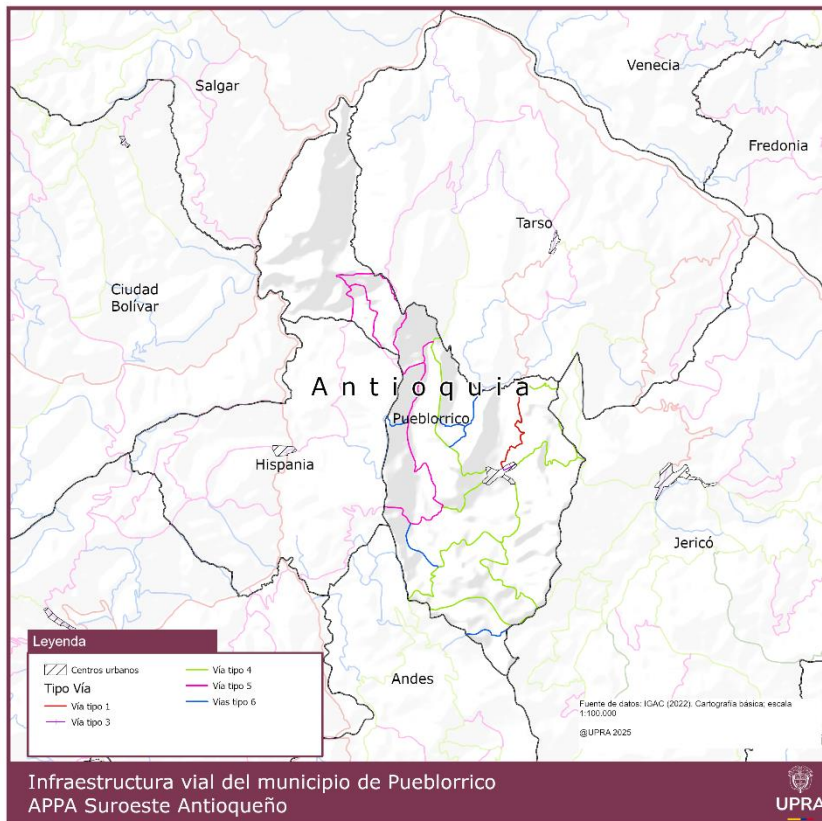 Salgar
Venecia
Fredonia
Tarso
Ciudad
Bolívar
Antioquia
Pueblorrico
Hispania
Jericó
Andes
Leyenda
Centros urbanos
Tipo Vía
Vía tipo 1
Vía tipo 3
Vía tipo 4
Vía tipo 5
Vías tipo 6
Fuente de datos: IGAC (2022). Cartografía básica; escala
1:100.000
@UPRA 2025
Infraestructura vial del municipio de Pueblorrico
APPA Suroeste Antioqueño
UPRA